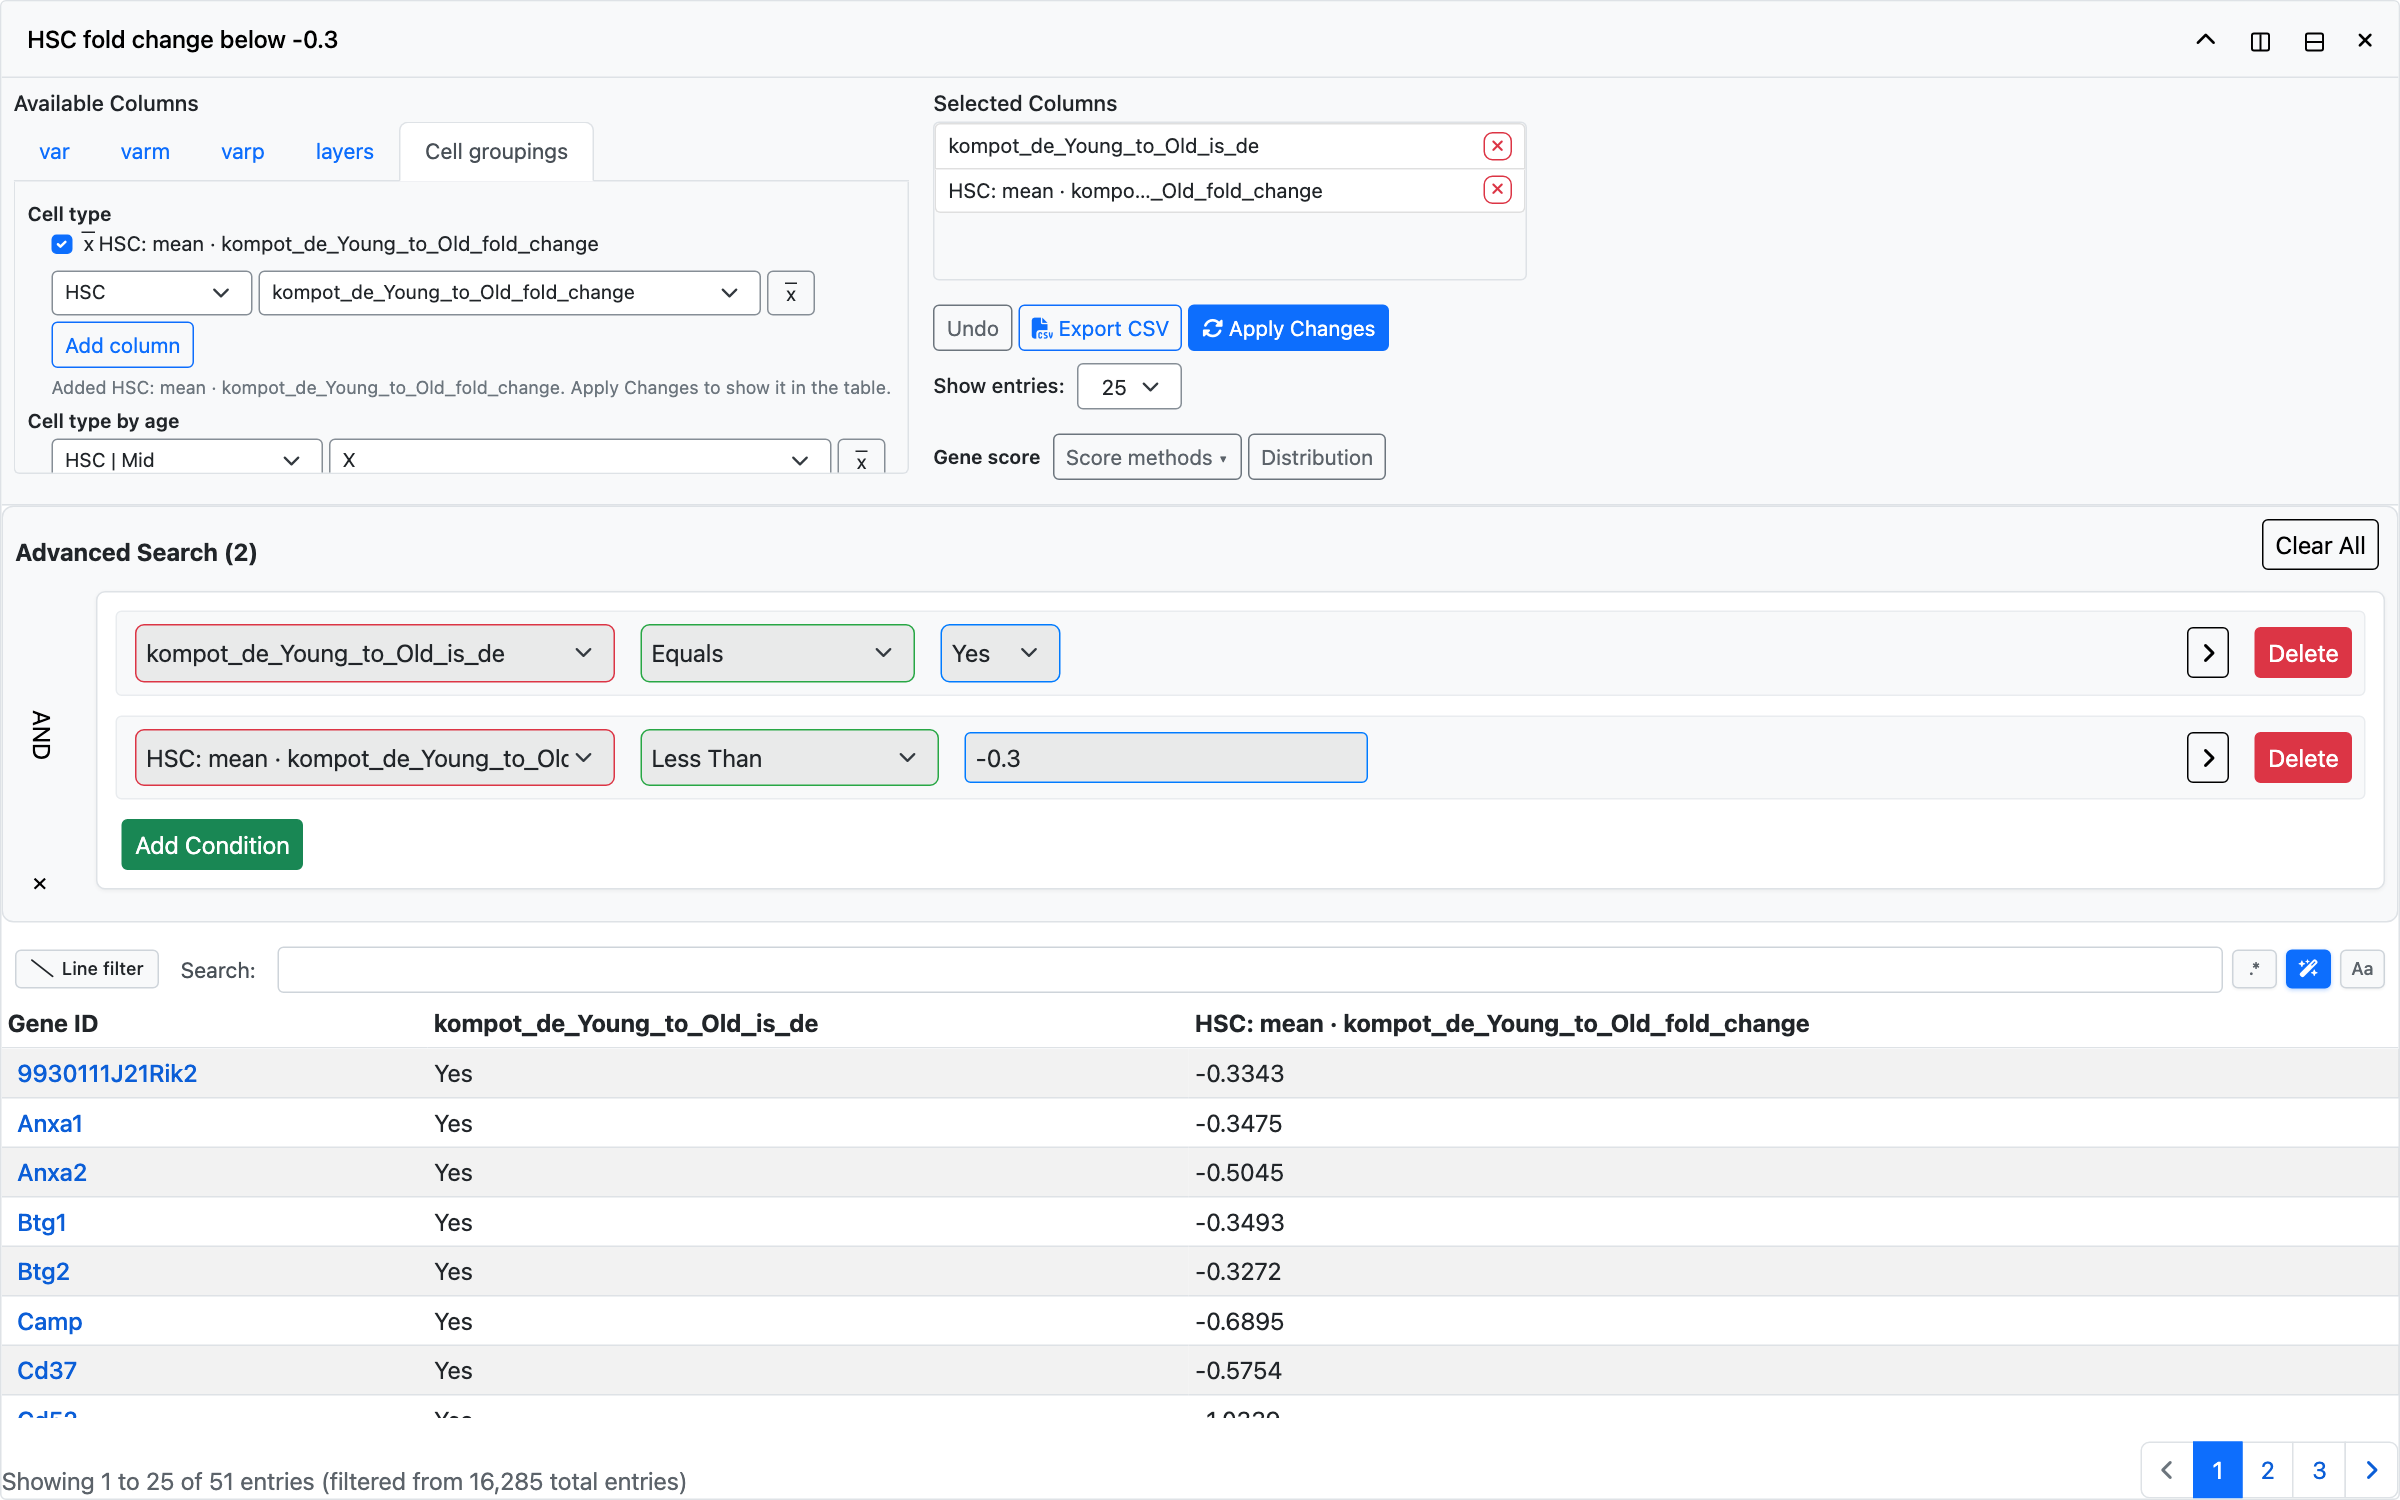 HSC fold change below -0.3
Available Columns
var varm varp layers Cell groupings
Cell type
x HSC: mean · kompot_de_Young_to_Old_fold_change
HSC kompot_de_Young_to_Old_fold_change x
Add column
Added HSC: mean · kompot_de_Young_to_Old_fold_change. Apply Changes to show it in the table.
Cell type by age
HSC | Mid X x
Selected Columns
kompot_de_Young_to_Old_is_de
HSC: mean · kompo..._Old_fold_change
Undo Export CSV Apply Changes
Show entries: 25
Gene score Score methods Distribution
Advanced Search (2) Clear All
AND
kompot_de_Young_to_Old_is_de Equals Yes Delete
HSC: mean · kompot_de_Young_to_Olc Less Than -0.3 Delete
Add Condition
Line filter Search: .* Aa
Gene ID kompot_de_Young_to_Old_is_de HSC: mean · kompot_de_Young_to_Old_fold_change
9930111J21Rik2 Yes -0.3343
Anxa1 Yes -0.3475
Anxa2 Yes -0.5045
Btg1 Yes -0.3493
Btg2 Yes -0.3272
Camp Yes -0.6895
Cd37 Yes -0.5754
Showing 1 to 25 of 51 entries (filtered from 16,285 total entries)
1 2 3